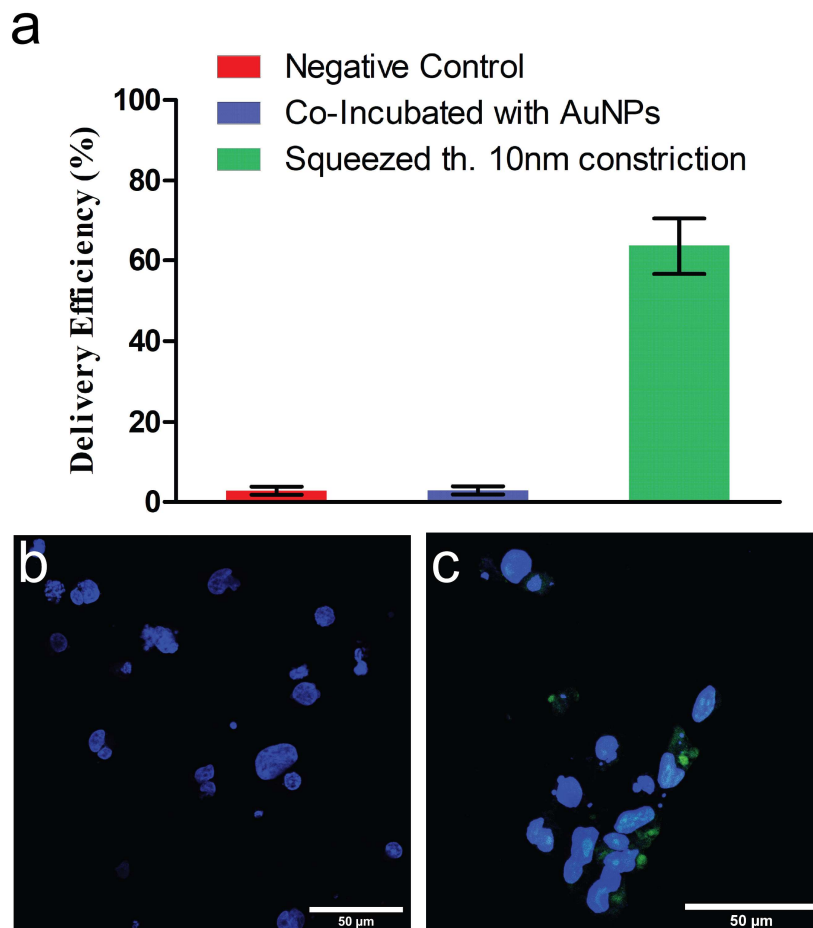 a
Negative Control
Co-Incubated with AuNPs
Squeezed th. 10nm constriction
Delivery Efficiency (%)
100
80
60
40
20
0
b
50 µm
c
50 µm